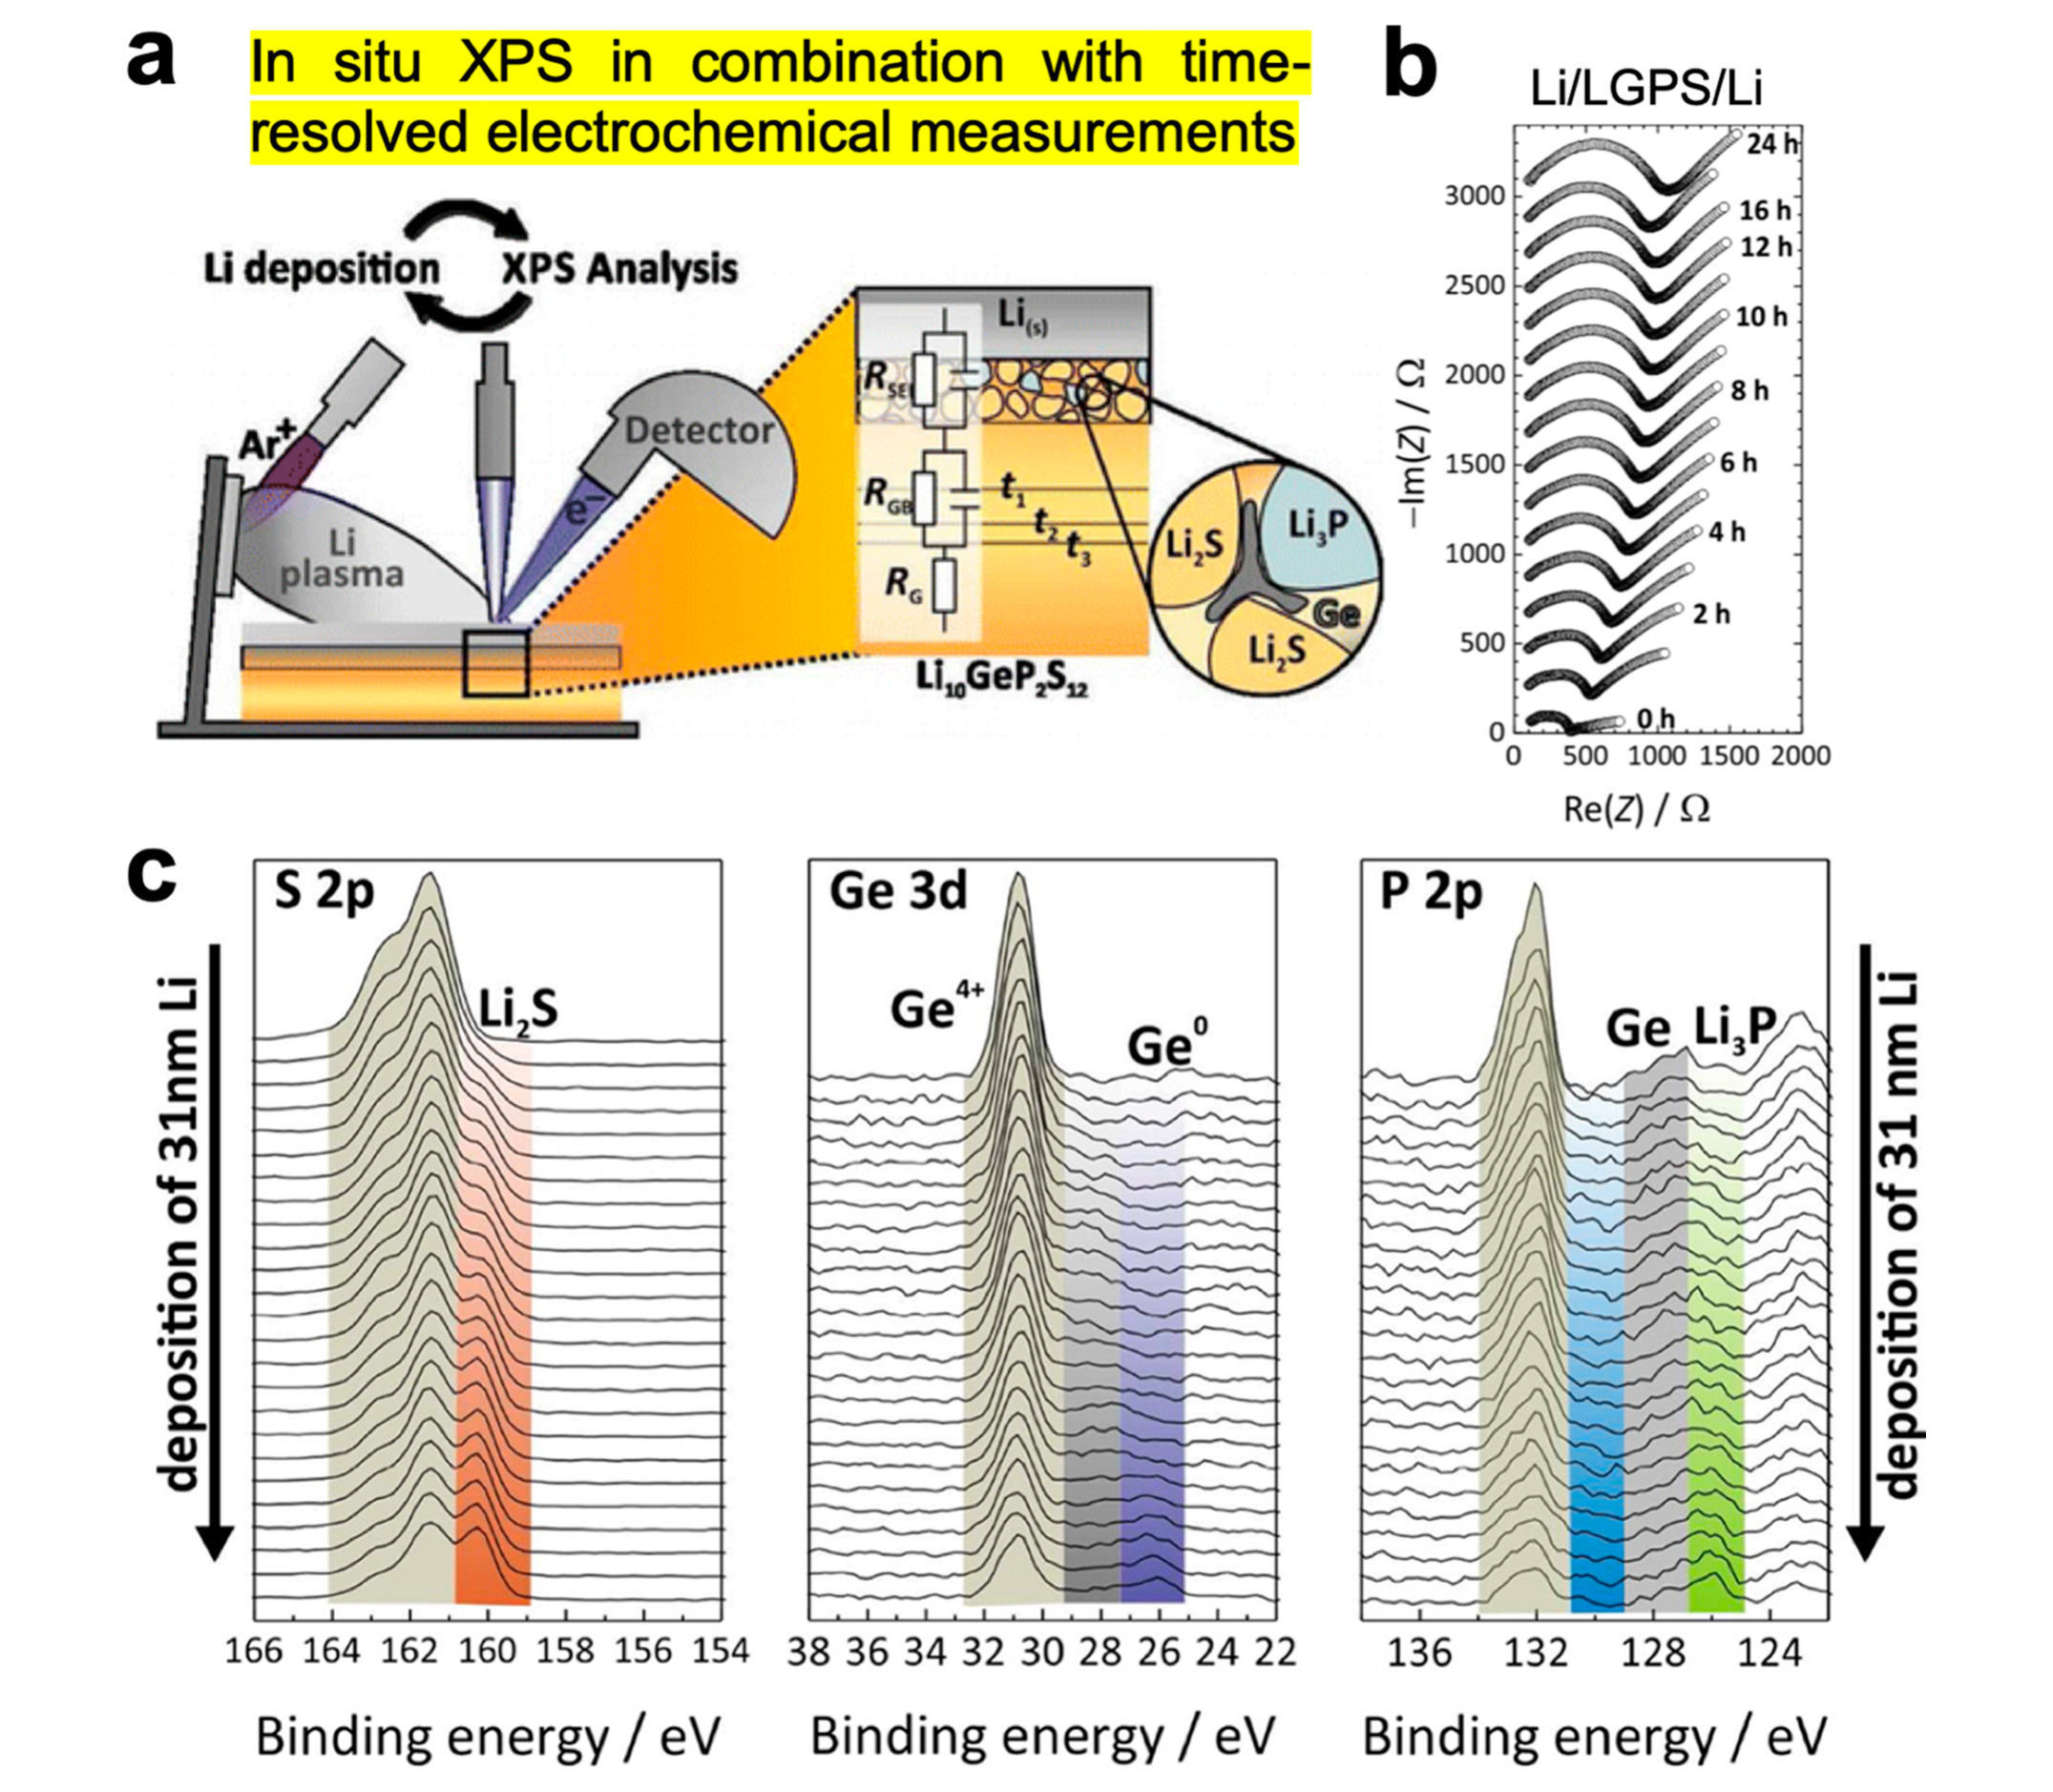 a
In situ XPS in combination with time-
resolved electrochemical measurements
Li deposition
XPS Analysis
Ar+
Detector
e−
Li
plasma
Li(s)
RSEI
RGB
RG
t1
t2
t3
Li2S
Li3P
Ge
Li2S
Li10GeP2S12
b
Li/LGPS/Li
24 h
16 h
12 h
10 h
8 h
6 h
4 h
2 h
0 h
3000
2500
2000
1500
1000
500
0
−Im(Z) / Ω
0 500 1000 1500 2000
Re(Z) / Ω
c
deposition of 31nm Li
S 2p
Li2S
166 164 162 160 158 156 154
Binding energy / eV
Ge 3d
Ge4+
Ge0
38 36 34 32 30 28 26 24 22
Binding energy / eV
P 2p
Ge Li3P
136 132 128 124
Binding energy / eV
deposition of 31 nm Li